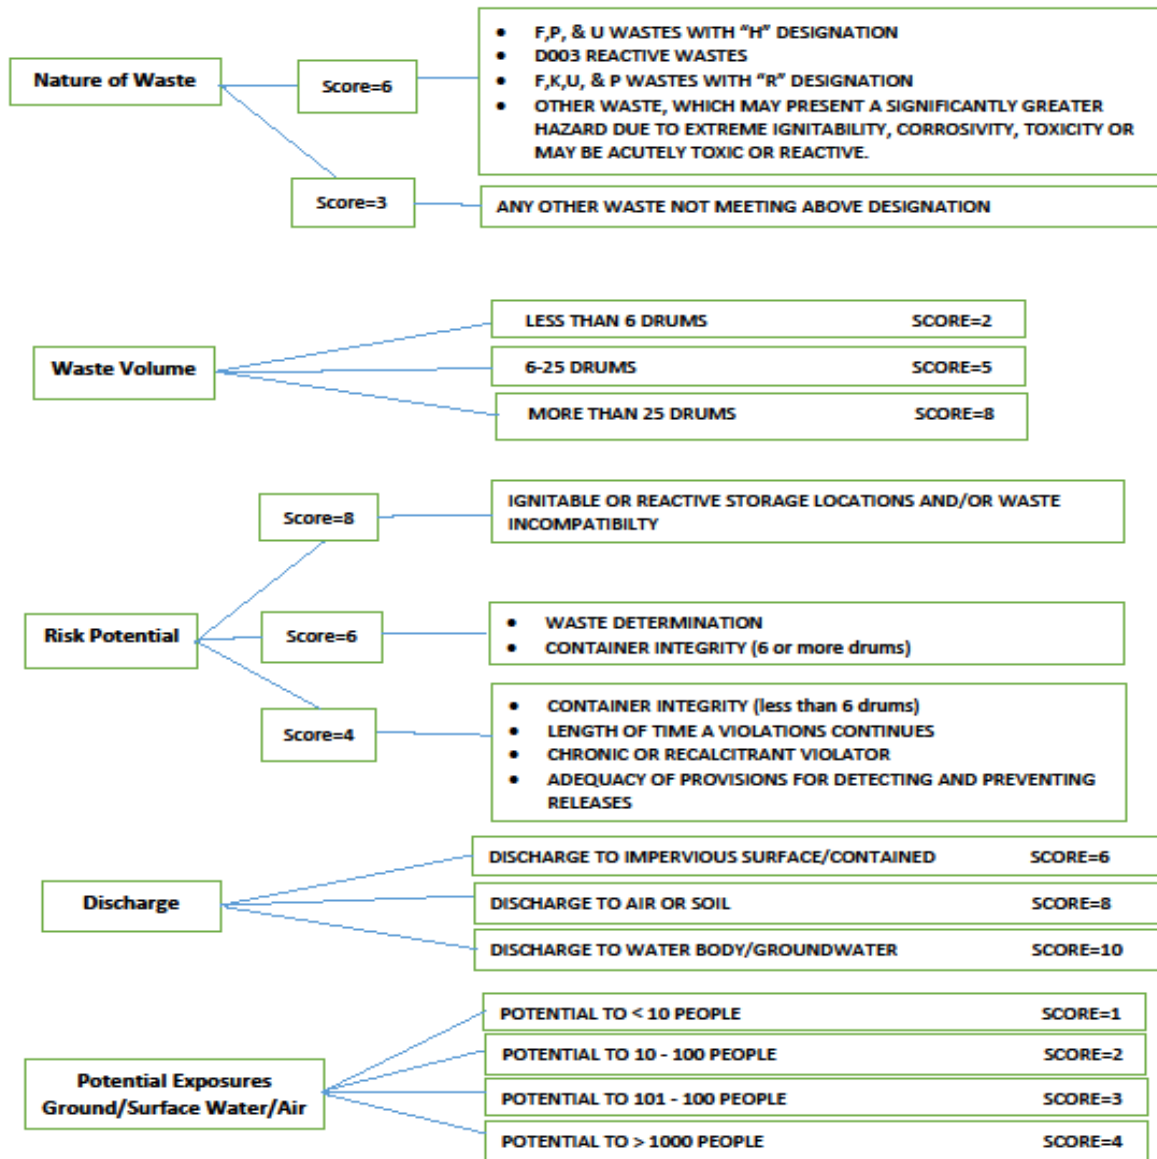 Nature of Waste
Score=6
• F,P, & U WASTES WITH “H” DESIGNATION
• D003 REACTIVE WASTES
• F,K,U, & P WASTES WITH “R” DESIGNATION
• OTHER WASTE, WHICH MAY PRESENT A SIGNIFICANTLY GREATER
HAZARD DUE TO EXTREME IGNITABILITY, CORROSIVITY, TOXICITY OR
MAY BE ACUTELY TOXIC OR REACTIVE.
Score=3
ANY OTHER WASTE NOT MEETING ABOVE DESIGNATION
Waste Volume
LESS THAN 6 DRUMS SCORE=2
6-25 DRUMS SCORE=5
MORE THAN 25 DRUMS SCORE=8
Risk Potential
Score=8
IGNITABLE OR REACTIVE STORAGE LOCATIONS AND/OR WASTE
INCOMPATIBILTY
Score=6
• WASTE DETERMINATION
• CONTAINER INTEGRITY (6 or more drums)
Score=4
• CONTAINER INTEGRITY (less than 6 drums)
• LENGTH OF TIME A VIOLATIONS CONTINUES
• CHRONIC OR RECALCITRANT VIOLATOR
• ADEQUACY OF PROVISIONS FOR DETECTING AND PREVENTING
RELEASES
Discharge
DISCHARGE TO IMPERVIOUS SURFACE/CONTAINED SCORE=6
DISCHARGE TO AIR OR SOIL SCORE=8
DISCHARGE TO WATER BODY/GROUNDWATER SCORE=10
Potential Exposures
Ground/Surface Water/Air
POTENTIAL TO < 10 PEOPLE SCORE=1
POTENTIAL TO 10 - 100 PEOPLE SCORE=2
POTENTIAL TO 101 - 100 PEOPLE SCORE=3
POTENTIAL TO > 1000 PEOPLE SCORE=4